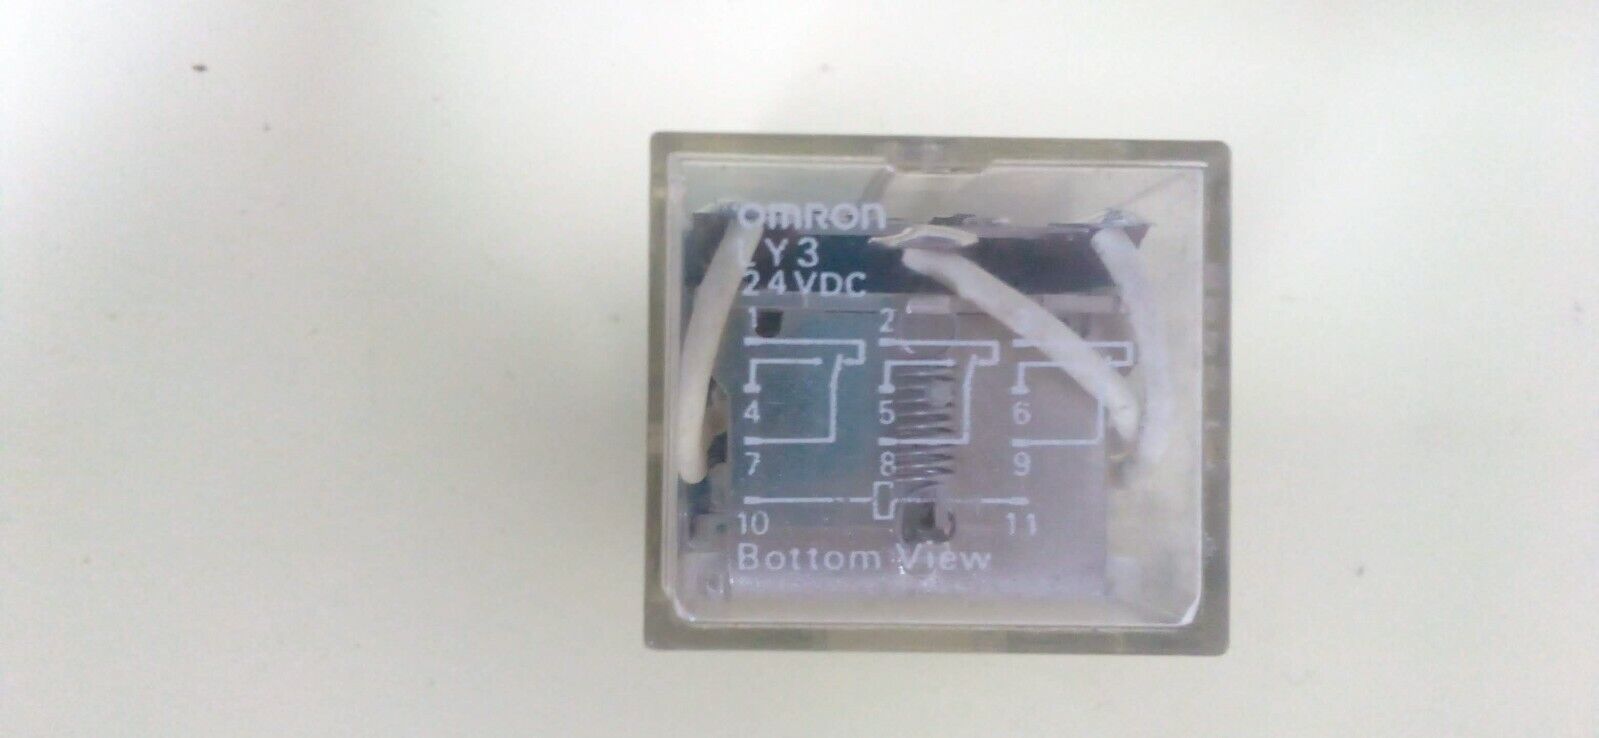 OMRON
LY3
24VDC
1 2
4 5 6
7 8 9
10 11
Bottom View